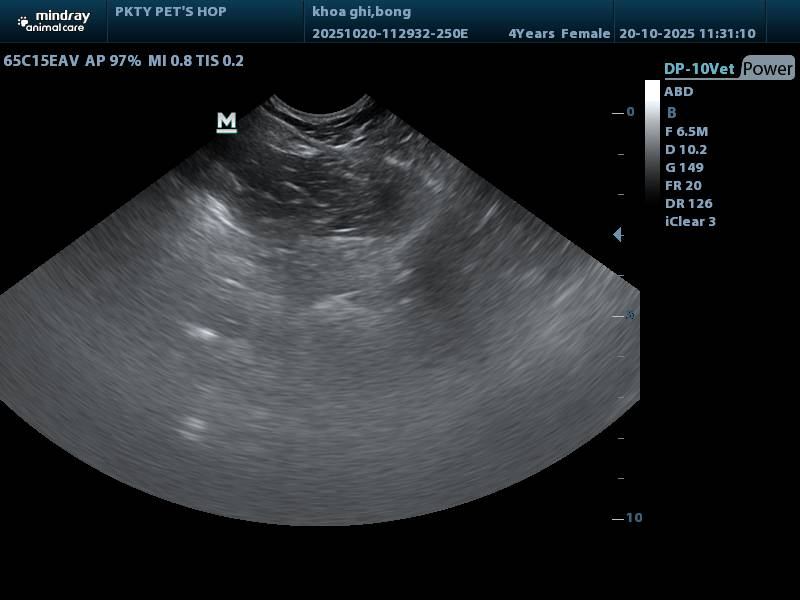 mindray
animalcare
PKTY PET'S HOP
khoa ghi,bong
20251020-112932-250E
4Years Female
20-10-2025 11:31:10
65C15EAV AP 97% MI 0.8 TIS 0.2
DP-10Vet
Power
M
ABD
B
F 6.5M
D 10.2
G 149
FR 20
DR 126
iClear 3
0
5
10